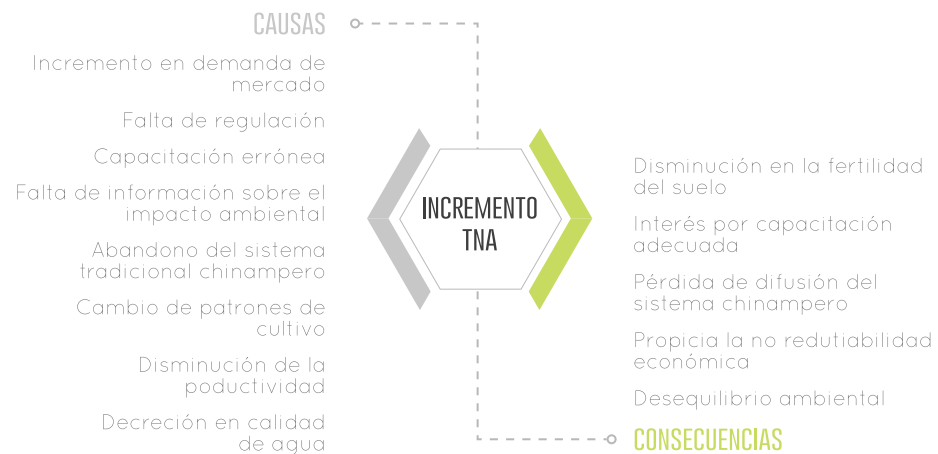 CAUSAS
Incremento en demanda de
mercado
Falta de regulación
Capacitación errónea
Falta de información sobre el
impacto ambiental
Abandono del sistema
tradicional chinampero
Cambio de patrones de
cultivo
Disminución de la
poductividad
Decreción en calidad
de agua
INCREMENTO
TNA
Disminución en la fertilidad
del suelo
Interés por capacitación
adecuada
Pérdida de difusión del
sistema chinampero
Propicia la no redutiabilidad
económica
Desequilibrio ambiental
CONSECUENCIAS